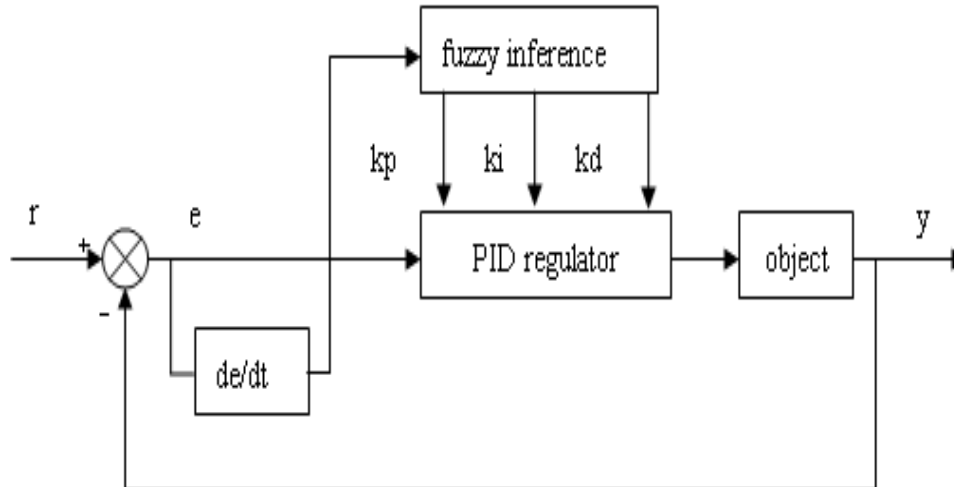 fuzzy inference
kp ki kd
r
+
e
PID regulator
object
y
-
de/dt